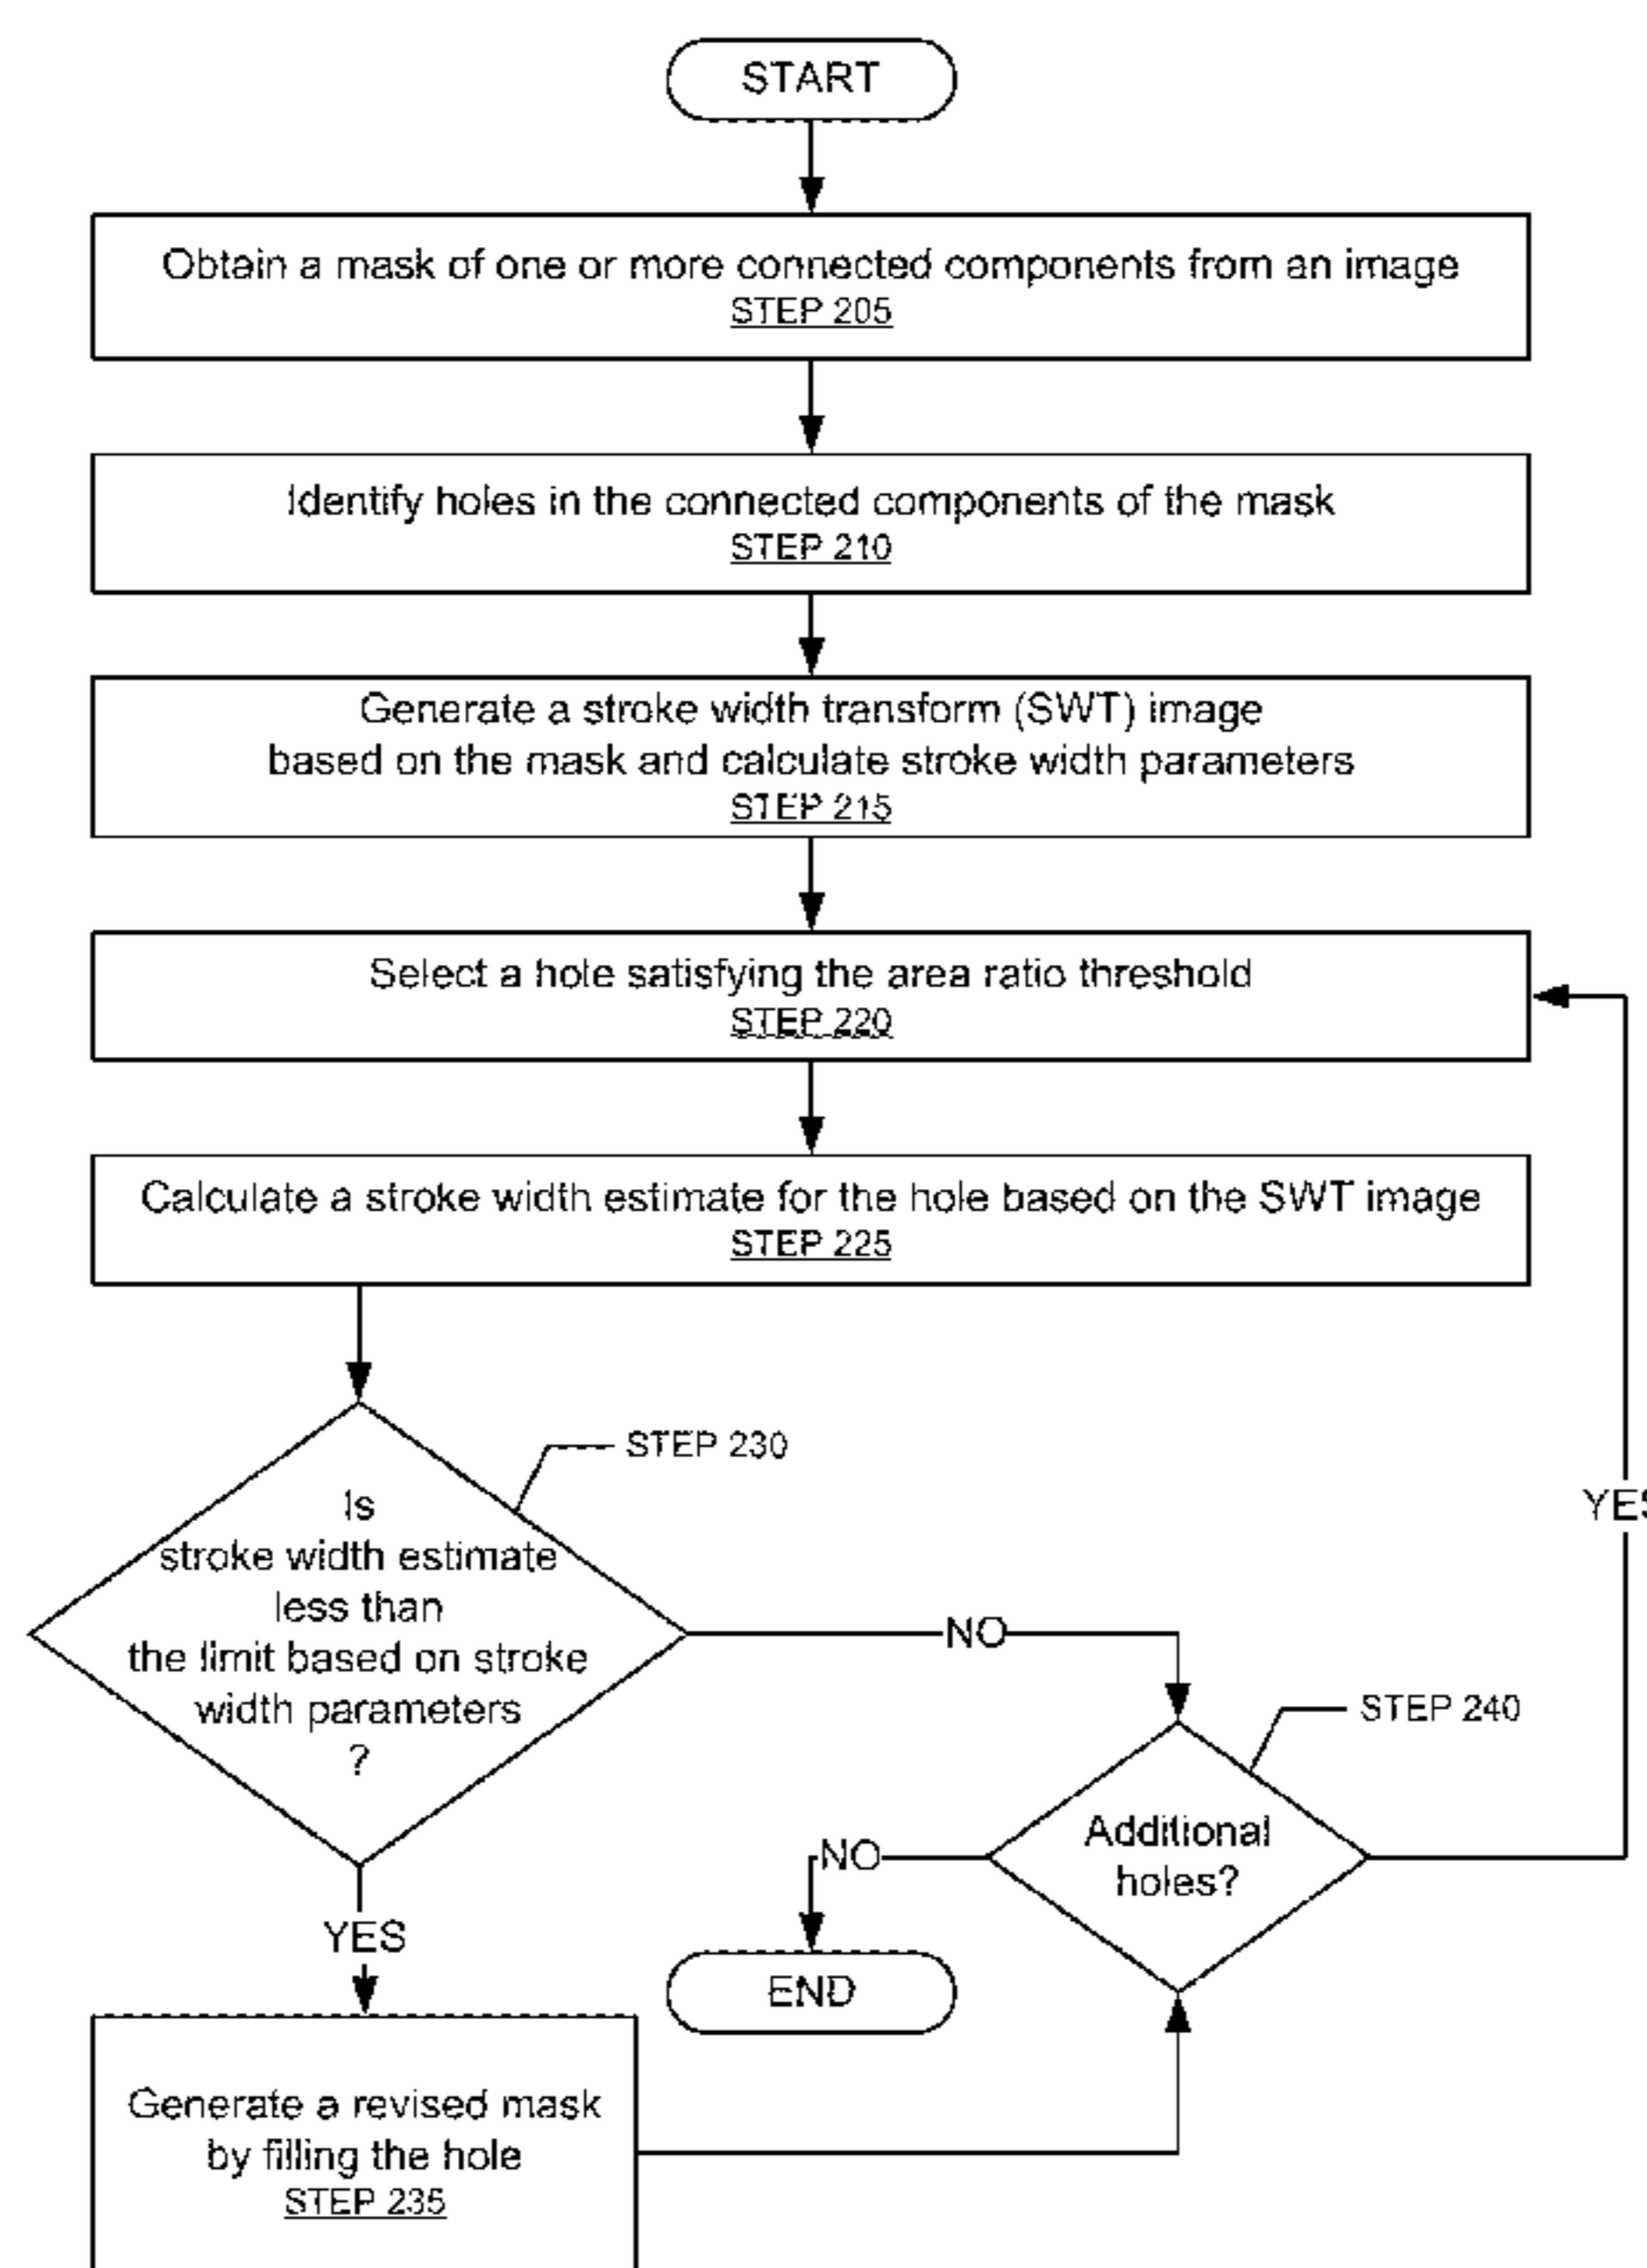 START
Obtain a mask of one or more connected components from an image
STEP 205
Identify holes in the connected components of the mask
STEP 210
Generate a stroke width transform (SWT) image
based on the mask and calculate stroke width parameters
STEP 215
Select a hole satisfying the area ratio threshold
STEP 220
Calculate a stroke width estimate for the hole based on the SWT image
STEP 225
STEP 230
Is
stroke width estimate
less than
the limit based on stroke
width parameters
?
YES
NO
STEP 240
Additional
holes?
NO
YES
END
Generate a revised mask
by filling the hole
STEP 235